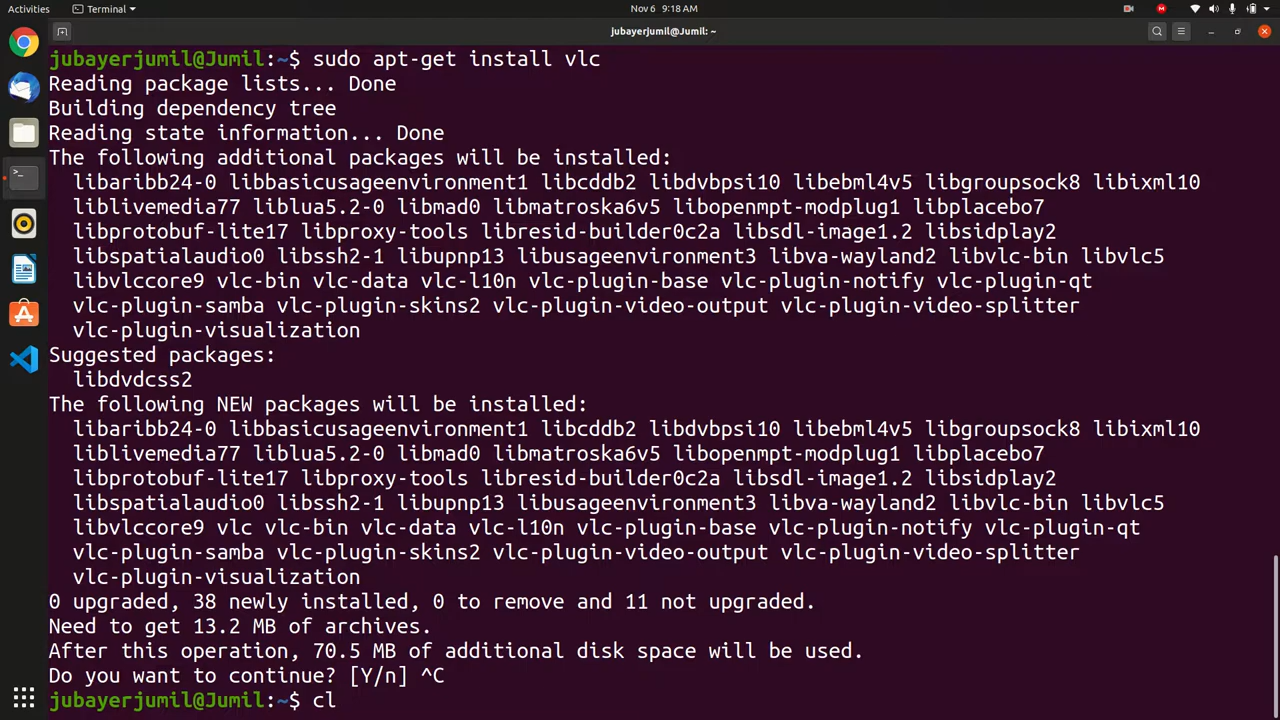 Activities
Terminal
Nov 6 9:18 AM
jubayerjumil@Jumil: ~
jubayerjumil@Jumil:~$ sudo apt-get install vlc
Reading package lists... Done
Building dependency tree
Reading state information... Done
The following additional packages will be installed:
libaribb24-0 libbasicusageenvironment1 libcddb2 libdvbpsi10 libebml4v5 libgroupsock8 libixml10
liblivemedia77 liblua5.2-0 libmad0 libmatroska6v5 libopenmpt-modplug1 libplacebo7
libprotobuf-lite17 libproxy-tools libresid-builder0c2a libsdl-image1.2 libsidplay2
libspatialaudio0 libssh2-1 libupnp13 libusageenvironment3 libva-wayland2 libvlc-bin libvlc5
libvlccore9 vlc-bin vlc-data vlc-l10n vlc-plugin-base vlc-plugin-notify vlc-plugin-qt
vlc-plugin-samba vlc-plugin-skins2 vlc-plugin-video-output vlc-plugin-video-splitter
vlc-plugin-visualization
Suggested packages:
libdvdcss2
The following NEW packages will be installed:
libaribb24-0 libbasicusageenvironment1 libcddb2 libdvbpsi10 libebml4v5 libgroupsock8 libixml10
liblivemedia77 liblua5.2-0 libmad0 libmatroska6v5 libopenmpt-modplug1 libplacebo7
libprotobuf-lite17 libproxy-tools libresid-builder0c2a libsdl-image1.2 libsidplay2
libspatialaudio0 libssh2-1 libupnp13 libusageenvironment3 libva-wayland2 libvlc-bin libvlc5
libvlccore9 vlc vlc-bin vlc-data vlc-l10n vlc-plugin-base vlc-plugin-notify vlc-plugin-qt
vlc-plugin-samba vlc-plugin-skins2 vlc-plugin-video-output vlc-plugin-video-splitter
vlc-plugin-visualization
0 upgraded, 38 newly installed, 0 to remove and 11 not upgraded.
Need to get 13.2 MB of archives.
After this operation, 70.5 MB of additional disk space will be used.
Do you want to continue? [Y/n] ^C
jubayerjumil@Jumil:~$ cl